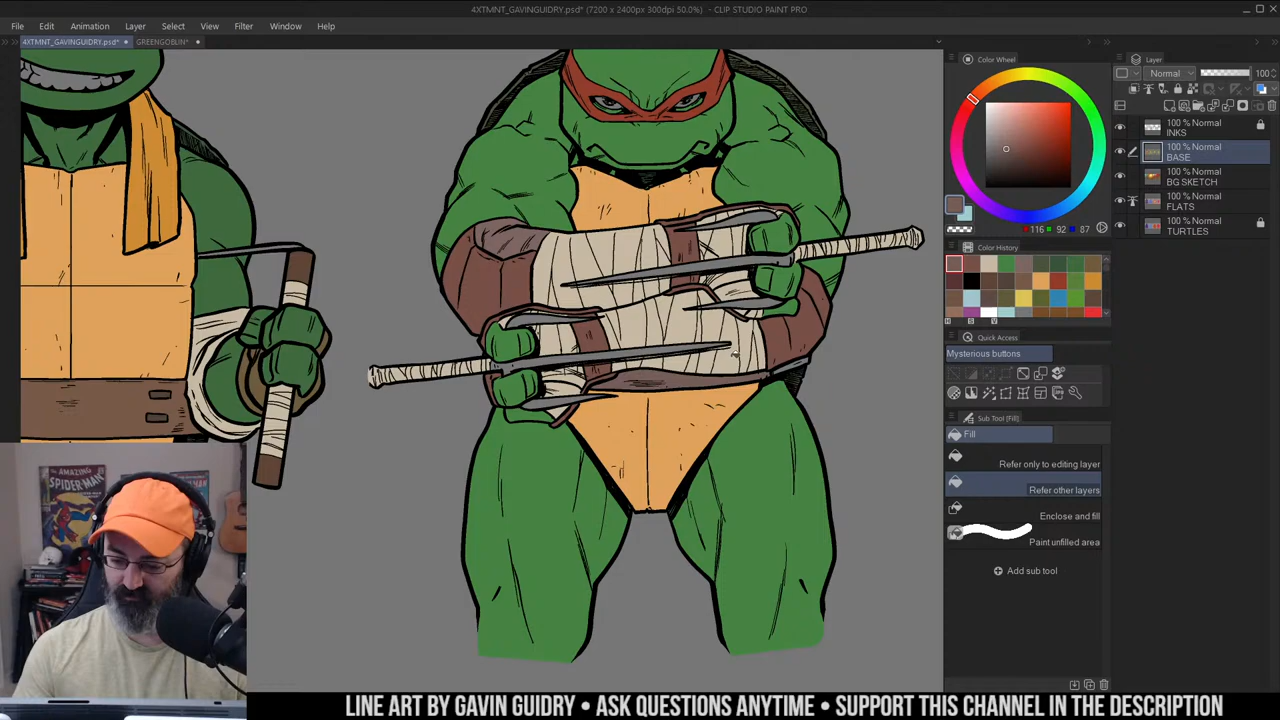 4XTMNT_GAVINGUIDRY.psd* (7200 x 2400px 300dpi 50.0%) - CLIP STUDIO PAINT PRO
File Edit Animation Layer Select View Filter Window Help
4XTMNT_GAVINGUIDRY.psd* GREENGOBLIN*
Color Wheel
116 92 87
Color History
Quick Access
Mysterious buttons
Sub Tool [Fill]
Fill
Refer only to editing layer
Refer other layers
Enclose and fill
Paint unfilled area
Add sub tool
Layer
Normal 100
100 % Normal
INKS
100 % Normal
BASE
100 % Normal
BG SKETCH
100 % Normal
FLATS
100 % Normal
TURTLES
SPIDER-MAN
LINE ART BY GAVIN GUIDRY • ASK QUESTIONS ANYTIME • SUPPORT THIS CHANNEL IN THE DESCRIPTION